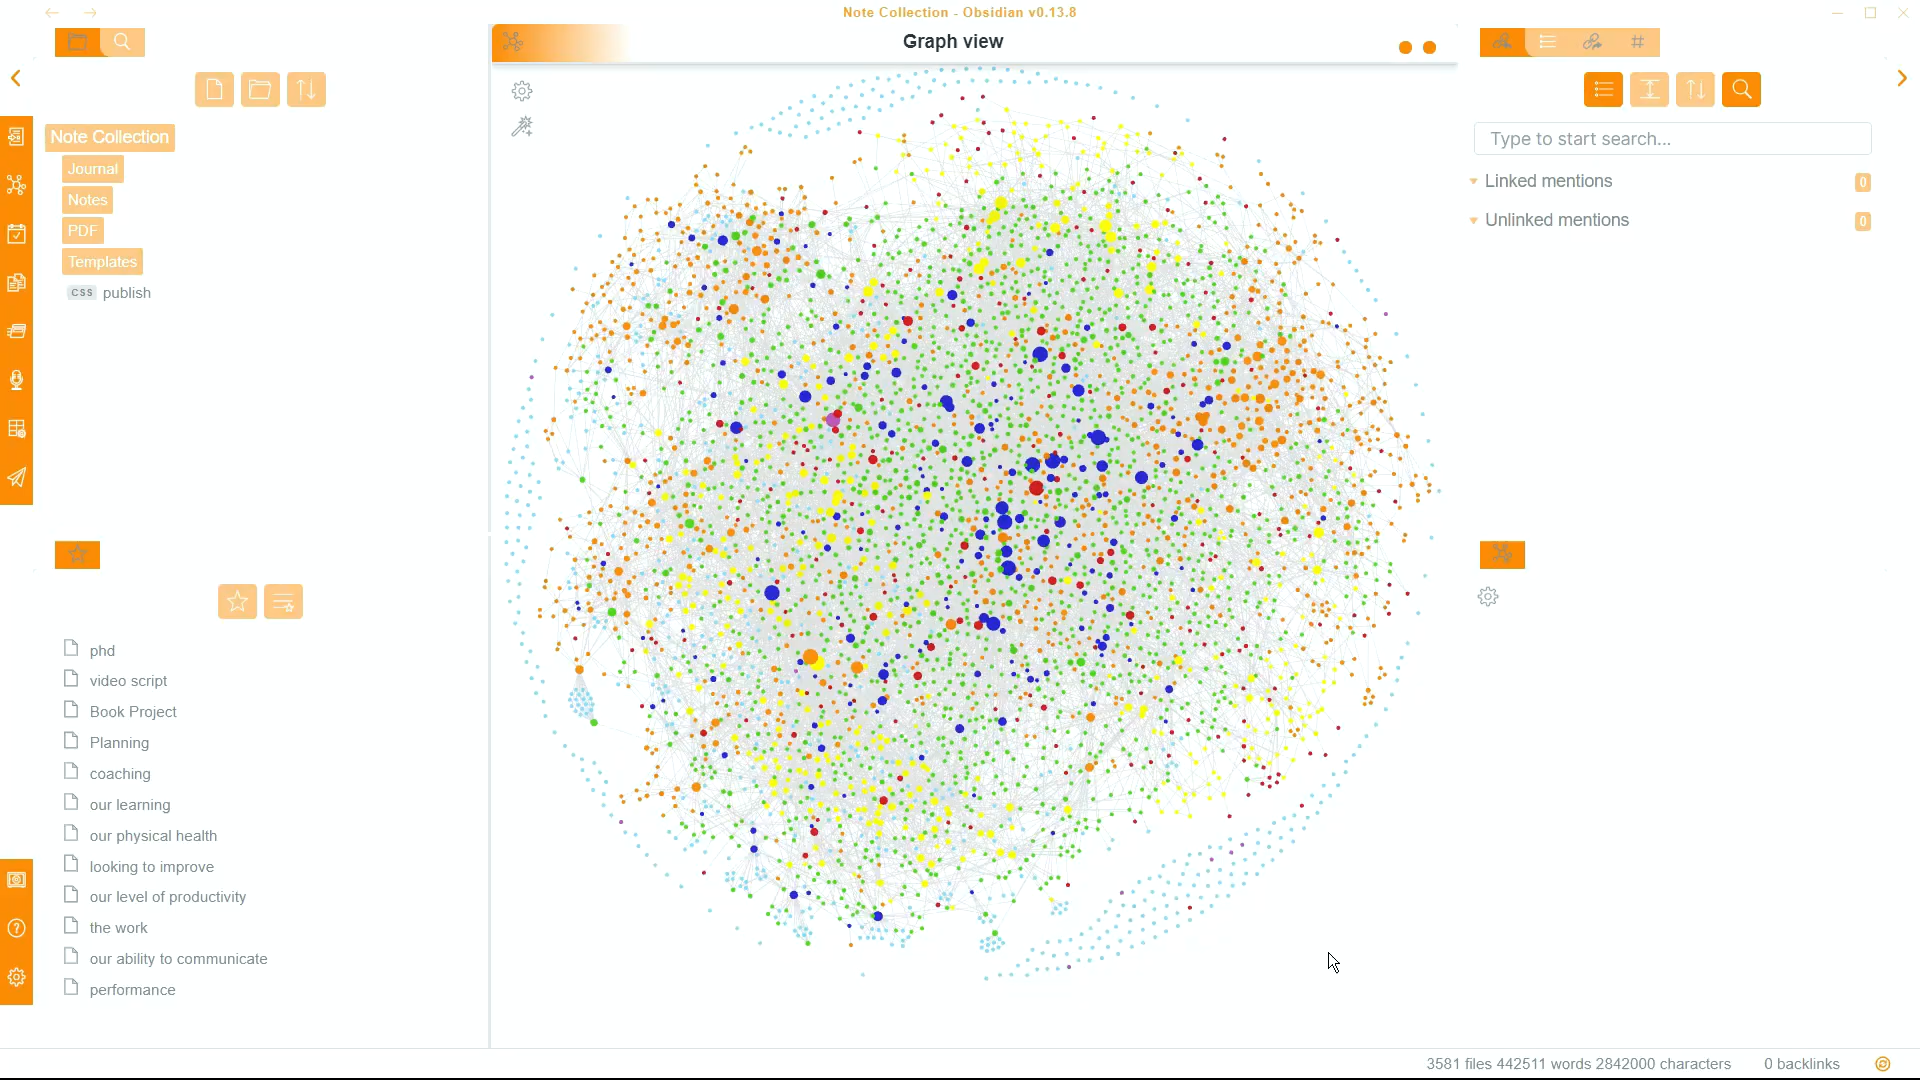 Note Collection - Obsidian v0.13.8
Graph view
Note Collection
Journal
Notes
PDF
Templates
CSS publish
phd
video script
Book Project
Planning
coaching
our learning
our physical health
looking to improve
our level of productivity
the work
our ability to communicate
performance
Type to start search...
Linked mentions 0
Unlinked mentions 0
3581 files 442511 words 2842000 characters 0 backlinks